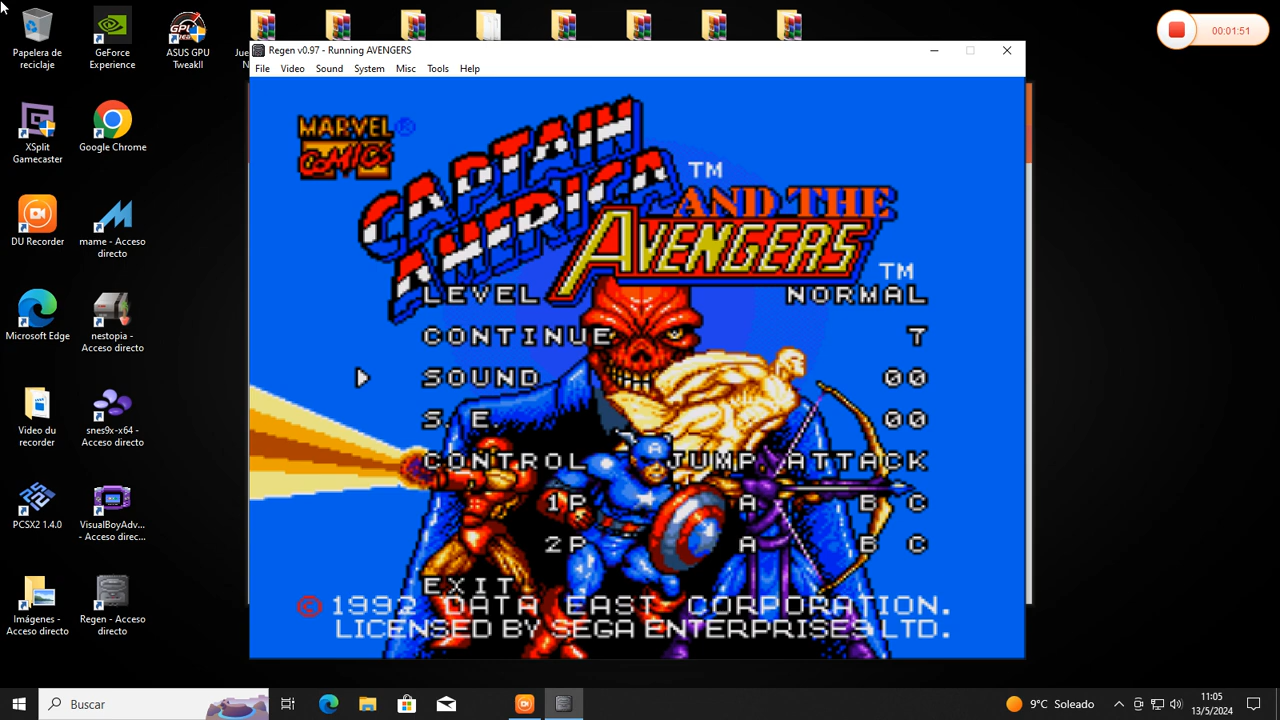 Papelera de
reciclaje
GeForce
Experience
ASUS GPU
TweakII
XSplit
Gamecaster
Google Chrome
DU Recorder
mame - Acceso
directo
Microsoft Edge
nestopia -
Acceso directo
Video du
recorder
snes9x-x64 -
Acceso directo
PCSX2 1.4.0
VisualBoyAdv...
- Acceso direc...
Imágenes -
Acceso directo
Regen - Acceso
directo
00:01:51
Regen v0.97 - Running AVENGERS
File Video Sound System Misc Tools Help
MARVEL
COMICS
CAPTAIN
AMERICA TM
AND THE
AVENGERS TM
LEVEL NORMAL
CONTINUE 7
SOUND 00
S. E. 00
CONTROL JUMP ATTACK
1P A B C
2P A B C
EXIT
© 1992 DATA EAST CORPORATION.
LICENSED BY SEGA ENTERPRISES LTD.
Buscar
9°C Soleado
11:05
13/5/2024